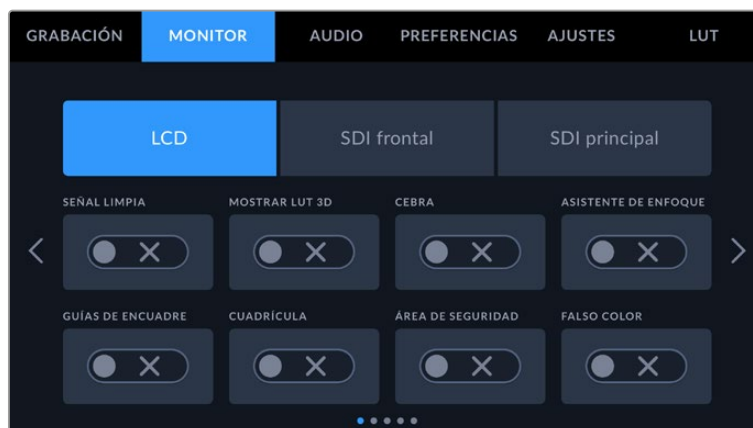 GRABACIÓN MONITOR AUDIO PREFERENCIAS AJUSTES LUT
LCD SDI frontal SDI principal
SEÑAL LIMPIA MOSTRAR LUT 3D CEBRA ASISTENTE DE ENFOQUE
GUÍAS DE ENCUADRE CUADRÍCULA ÁREA DE SEGURIDAD FALSO COLOR